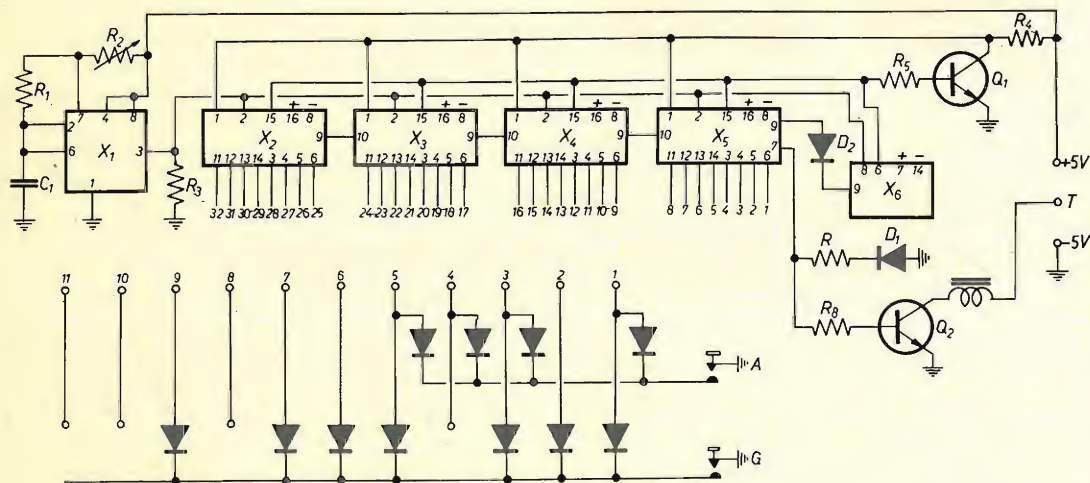 R2 R4
R1 R5 Q1
7 4 8 1 2 15 16 + − 8 1 2 15 16 + − 8 1 2 15 16 + − 8 1 2 15 16 + − 8
2 X1 3 X2 9 10 X3 9 10 X4 9 10 X5 9 D2 8 6 7 + − 14
6 7 9 X6
C1 1 R3 11 12 13 14 3 4 5 6 11 12 13 14 3 4 5 6 11 12 13 14 3 4 5 6 11 12 13 14 3 4 5 6
32 31 30 29 28 27 26 25 24 23 22 21 20 19 18 17 16 15 14 13 12 11 10 9 8 7 6 5 4 3 2 1
+5V
T
R D1 −5V
11 10 9 8 7 6 5 4 3 2 1
R8 Q2
A
G